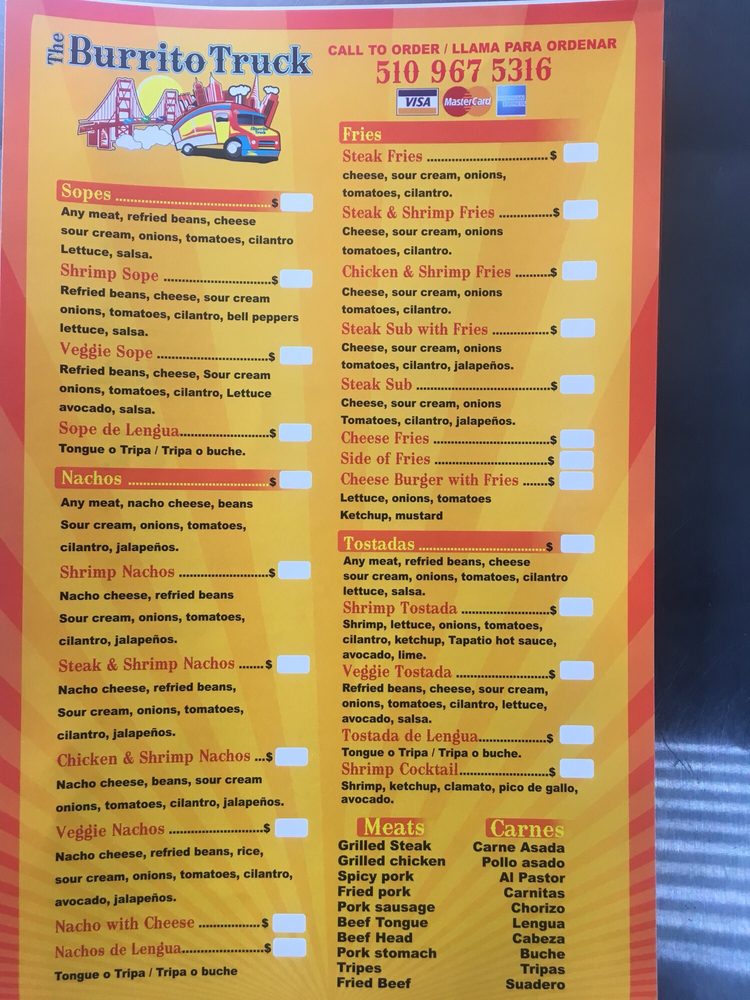 The Burrito Truck
CALL TO ORDER / LLAMA PARA ORDENAR
510 967 5316
VISA MasterCard
Sopes $
Any meat, refried beans, cheese
sour cream, onions, tomatoes, cilantro
Lettuce, salsa.
Shrimp Sope $
Refried beans, cheese, sour cream
onions, tomatoes, cilantro, bell peppers
lettuce, salsa.
Veggie Sope $
Refried beans, cheese, Sour cream
onions, tomatoes, cilantro, Lettuce
avocado, salsa.
Sope de Lengua $
Tongue o Tripa / Tripa o buche.
Nachos $
Any meat, nacho cheese, beans
Sour cream, onions, tomatoes,
cilantro, jalapeños.
Shrimp Nachos $
Nacho cheese, refried beans
Sour cream, onions, tomatoes,
cilantro, jalapeños.
Steak & Shrimp Nachos $
Nacho cheese, refried beans,
Sour cream, onions, tomatoes,
cilantro, jalapeños.
Chicken & Shrimp Nachos $
Nacho cheese, beans, sour cream
onions, tomatoes, cilantro, jalapeños.
Veggie Nachos $
Nacho cheese, refried beans, rice,
sour cream, onions, tomatoes, cilantro,
avocado, jalapeños.
Nacho with Cheese $
Nachos de Lengua $
Tongue o Tripa / Tripa o buche
Fries
Steak Fries $
cheese, sour cream, onions,
tomatoes, cilantro.
Steak & Shrimp Fries $
Cheese, sour cream, onions
tomatoes, cilantro.
Chicken & Shrimp Fries $
Cheese, sour cream, onions
tomatoes, cilantro.
Steak Sub with Fries $
Cheese, sour cream, onions
tomatoes, cilantro, jalapeños.
Steak Sub $
Cheese, sour cream, onions
Tomatoes, cilantro, jalapeños.
Cheese Fries $
Side of Fries $
Cheese Burger with Fries $
Lettuce, onions, tomatoes
Ketchup, mustard
Tostadas $
Any meat, refried beans, cheese
sour cream, onions, tomatoes, cilantro
lettuce, salsa.
Shrimp Tostada $
Shrimp, lettuce, onions, tomatoes,
cilantro, ketchup, Tapatio hot sauce,
avocado, lime.
Veggie Tostada $
Refried beans, cheese, sour cream,
onions, tomatoes, cilantro, lettuce,
avocado, salsa.
Tostada de Lengua $
Tongue o Tripa / Tripa o buche.
Shrimp Cocktail $
Shrimp, ketchup, clamato, pico de gallo,
avocado.
Meats Carnes
Grilled Steak Carne Asada
Grilled chicken Pollo asado
Spicy pork Al Pastor
Fried pork Carnitas
Pork sausage Chorizo
Beef Tongue Lengua
Beef Head Cabeza
Pork stomach Buche
Tripes Tripas
Fried Beef Suadero